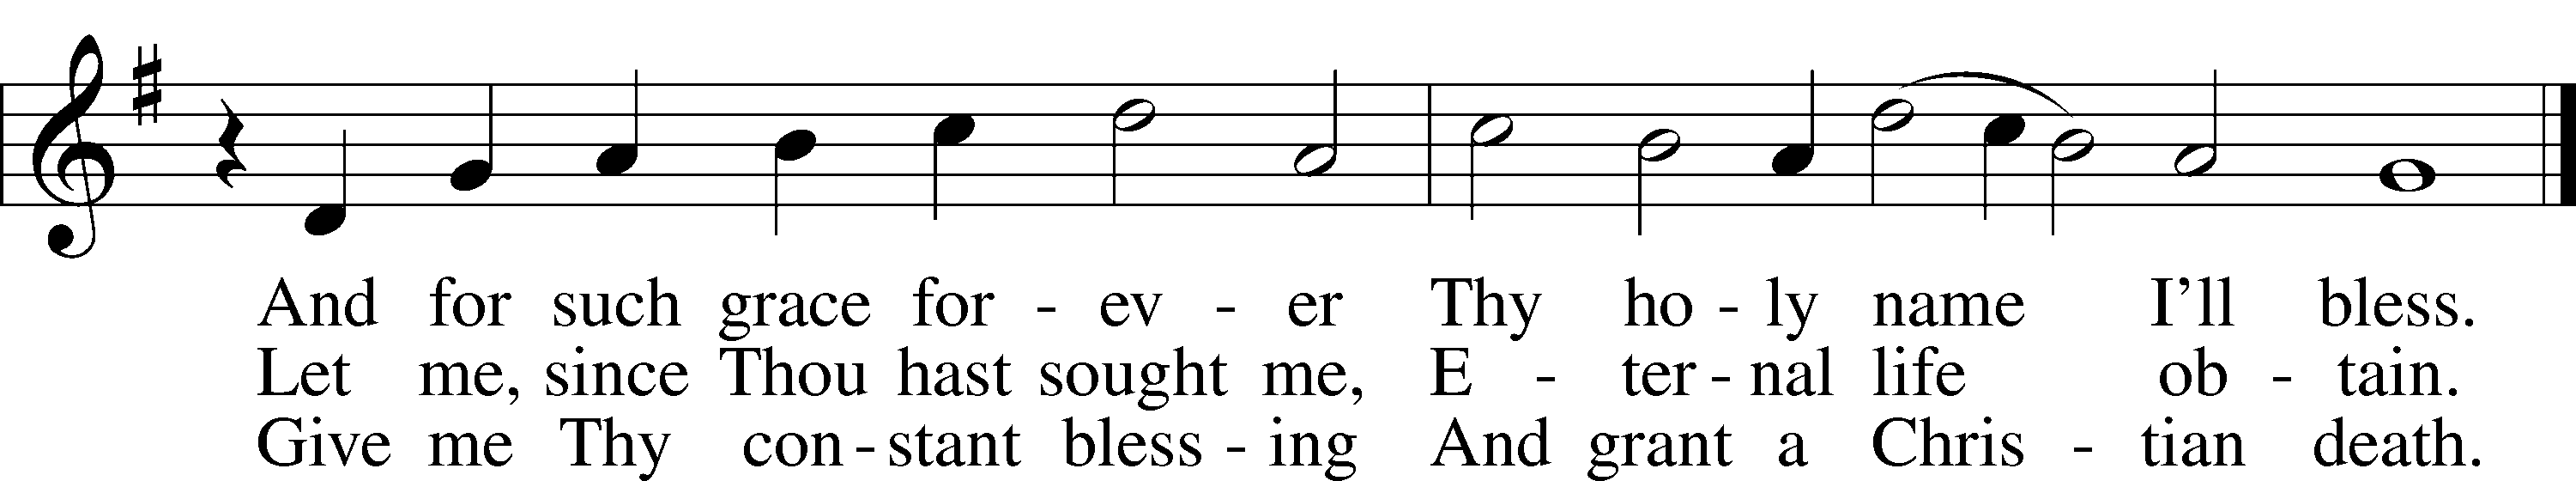 And for such grace for - ev - er Thy ho - ly name I’ll bless.
Let me, since Thou hast sought me, E - ter - nal life ob - tain.
Give me Thy con - stant bless - ing And grant a Chris - tian death.